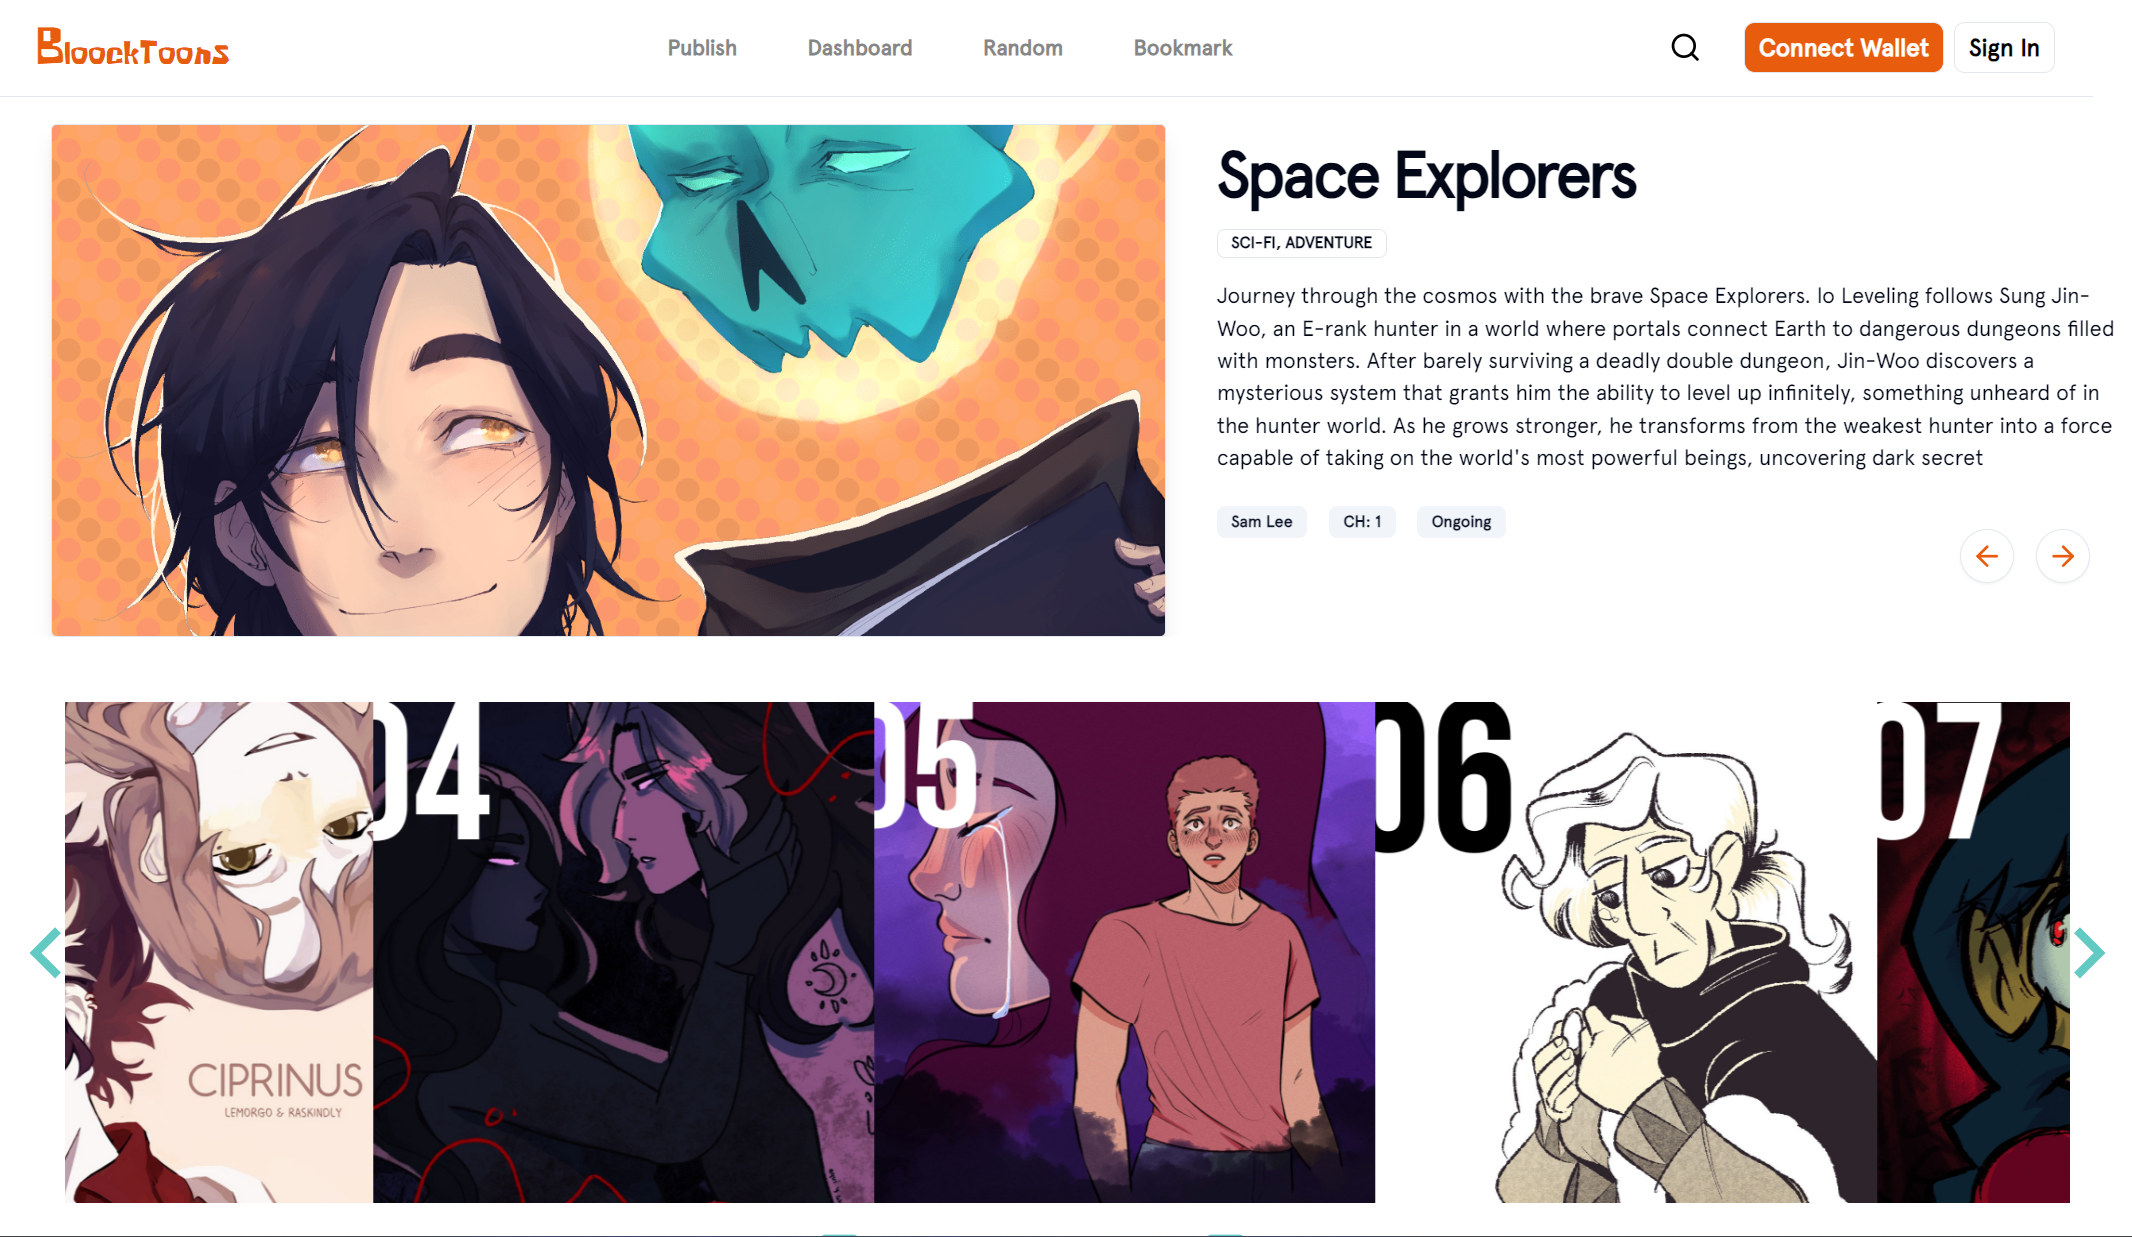 BloockToons
Publish
Dashboard
Random
Bookmark
Connect Wallet
Sign In
Space Explorers
SCI-FI, ADVENTURE
Journey through the cosmos with the brave Space Explorers. lo Leveling follows Sung Jin-
Woo, an E-rank hunter in a world where portals connect Earth to dangerous dungeons filled
with monsters. After barely surviving a deadly double dungeon, Jin-Woo discovers a
mysterious system that grants him the ability to level up infinitely, something unheard of in
the hunter world. As he grows stronger, he transforms from the weakest hunter into a force
capable of taking on the world's most powerful beings, uncovering dark secret
Sam Lee
CH: 1
Ongoing
04
05
06
07
CIPRINUS
LEMORGO & RASKINDLY